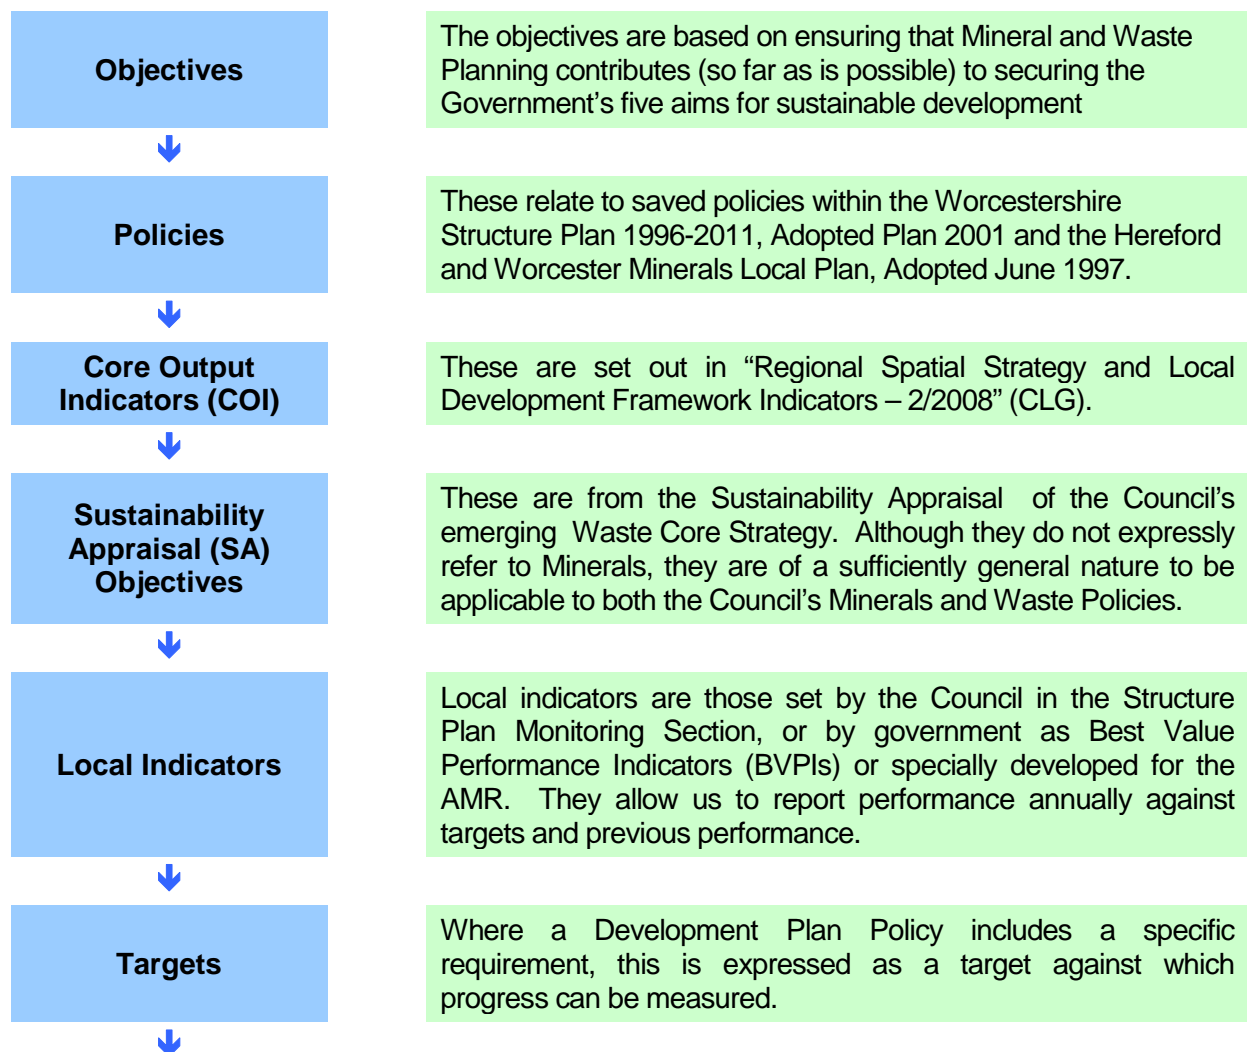 Objectives
The objectives are based on ensuring that Mineral and Waste
Planning contributes (so far as is possible) to securing the
Government's five aims for sustainable development
Policies
These relate to saved policies within the Worcestershire
Structure Plan 1996-2011, Adopted Plan 2001 and the Hereford
and Worcester Minerals Local Plan, Adopted June 1997.
Core Output
Indicators (COI)
These are set out in “Regional Spatial Strategy and Local
Development Framework Indicators – 2/2008” (CLG).
Sustainability
Appraisal (SA)
Objectives
These are from the Sustainability Appraisal of the Council's
emerging Waste Core Strategy. Although they do not expressly
refer to Minerals, they are of a sufficiently general nature to be
applicable to both the Council's Minerals and Waste Policies.
Local Indicators
Local indicators are those set by the Council in the Structure
Plan Monitoring Section, or by government as Best Value
Performance Indicators (BVPIs) or specially developed for the
AMR. They allow us to report performance annually against
targets and previous performance.
Targets
Where a Development Plan Policy includes a specific
requirement, this is expressed as a target against which
progress can be measured.